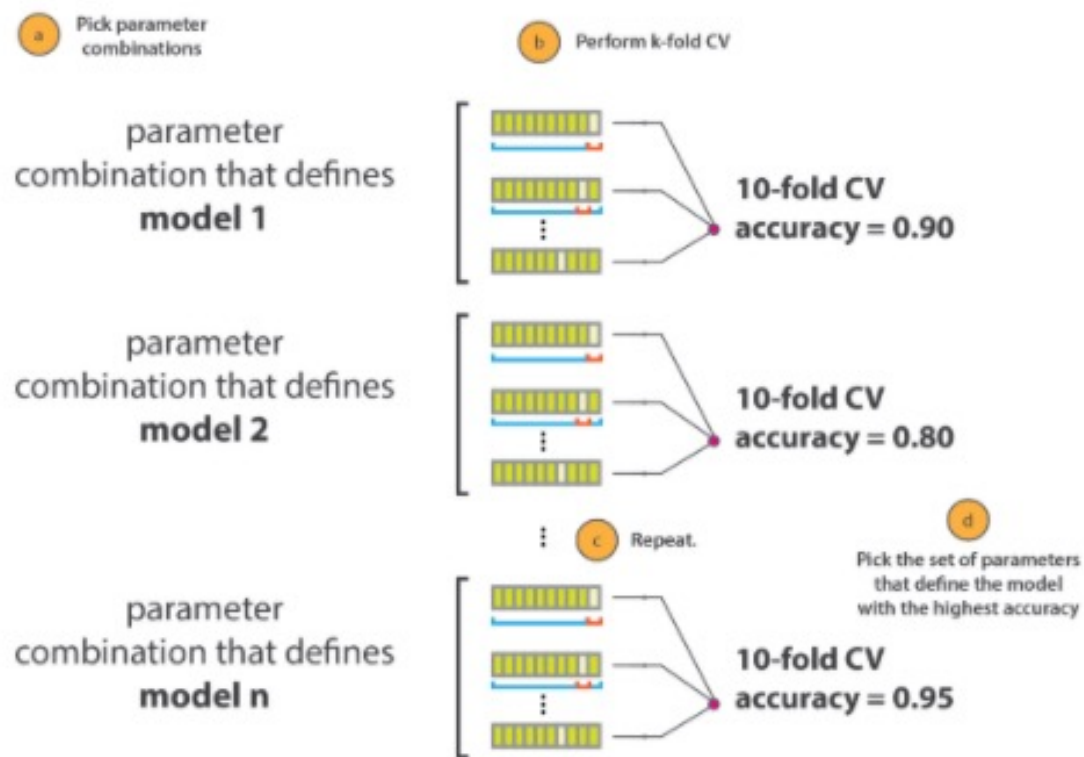 a
Pick parameter
combinations
b
Perform k-fold CV
parameter
combination that defines
model 1
10-fold CV
accuracy = 0.90
parameter
combination that defines
model 2
10-fold CV
accuracy = 0.80
c
Repeat.
d
Pick the set of parameters
that define the model
with the highest accuracy
parameter
combination that defines
model n
10-fold CV
accuracy = 0.95